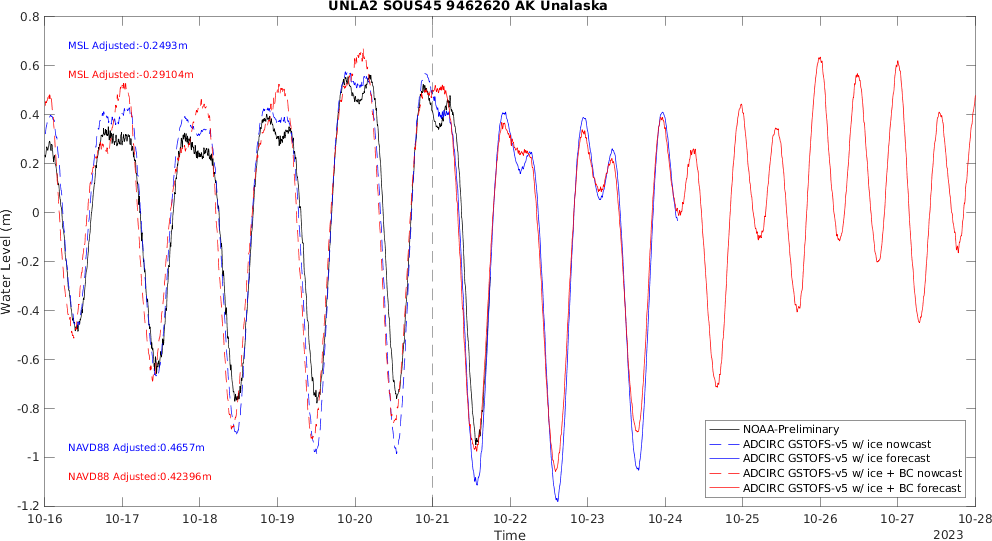 UNLA2 SOUS45 9462620 AK Unalaska
0.8
0.6
0.4
0.2
0
-0.2
-0.4
-0.6
-0.8
-1
-1.2
Water Level (m)
MSL Adjusted:-0.2493m
MSL Adjusted:-0.29104m
NAVD88 Adjusted:0.4657m
NAVD88 Adjusted:0.42396m
NOAA-Preliminary
ADCIRC GSTOFS-v5 w/ ice nowcast
ADCIRC GSTOFS-v5 w/ ice forecast
ADCIRC GSTOFS-v5 w/ ice + BC nowcast
ADCIRC GSTOFS-v5 w/ ice + BC forecast
10-16 10-17 10-18 10-19 10-20 10-21 10-22 10-23 10-24 10-25 10-26 10-27 10-28
Time
2023